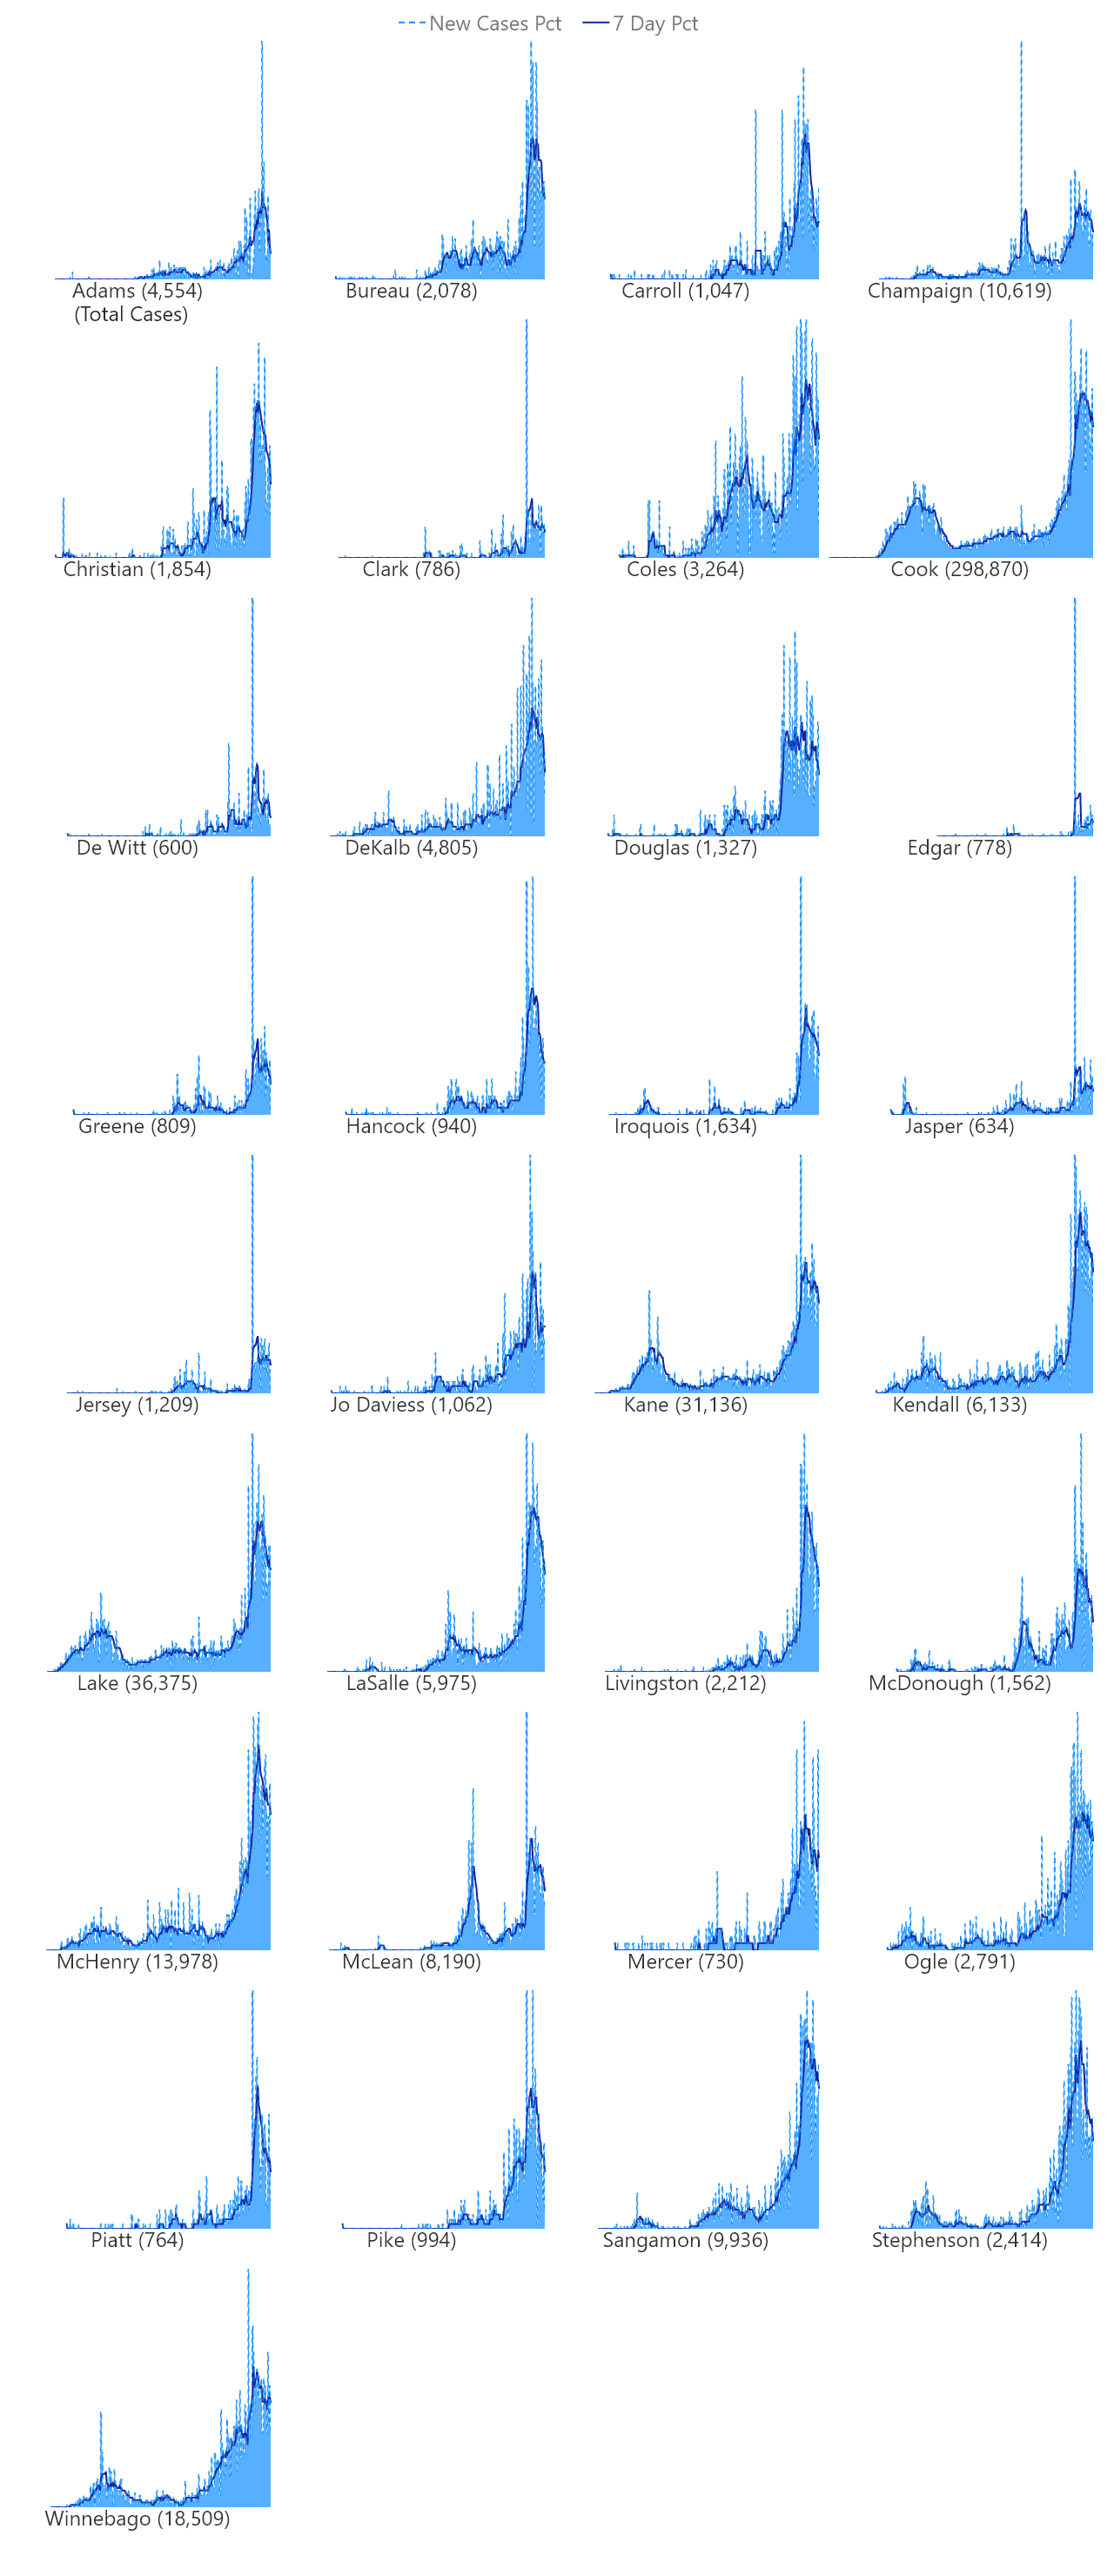 New Cases Pct 7 Day Pct
Adams (4,554) Bureau (2,078) Carroll (1,047) Champaign (10,619)
(Total Cases)
Christian (1,854) Clark (786) Coles (3,264) Cook (298,870)
De Witt (600) DeKalb (4,805) Douglas (1,327) Edgar (778)
Greene (809) Hancock (940) Iroquois (1,634) Jasper (634)
Jersey (1,209) Jo Daviess (1,062) Kane (31,136) Kendall (6,133)
Lake (36,375) LaSalle (5,975) Livingston (2,212) McDonough (1,562)
McHenry (13,978) McLean (8,190) Mercer (730) Ogle (2,791)
Piatt (764) Pike (994) Sangamon (9,936) Stephenson (2,414)
Winnebago (18,509)